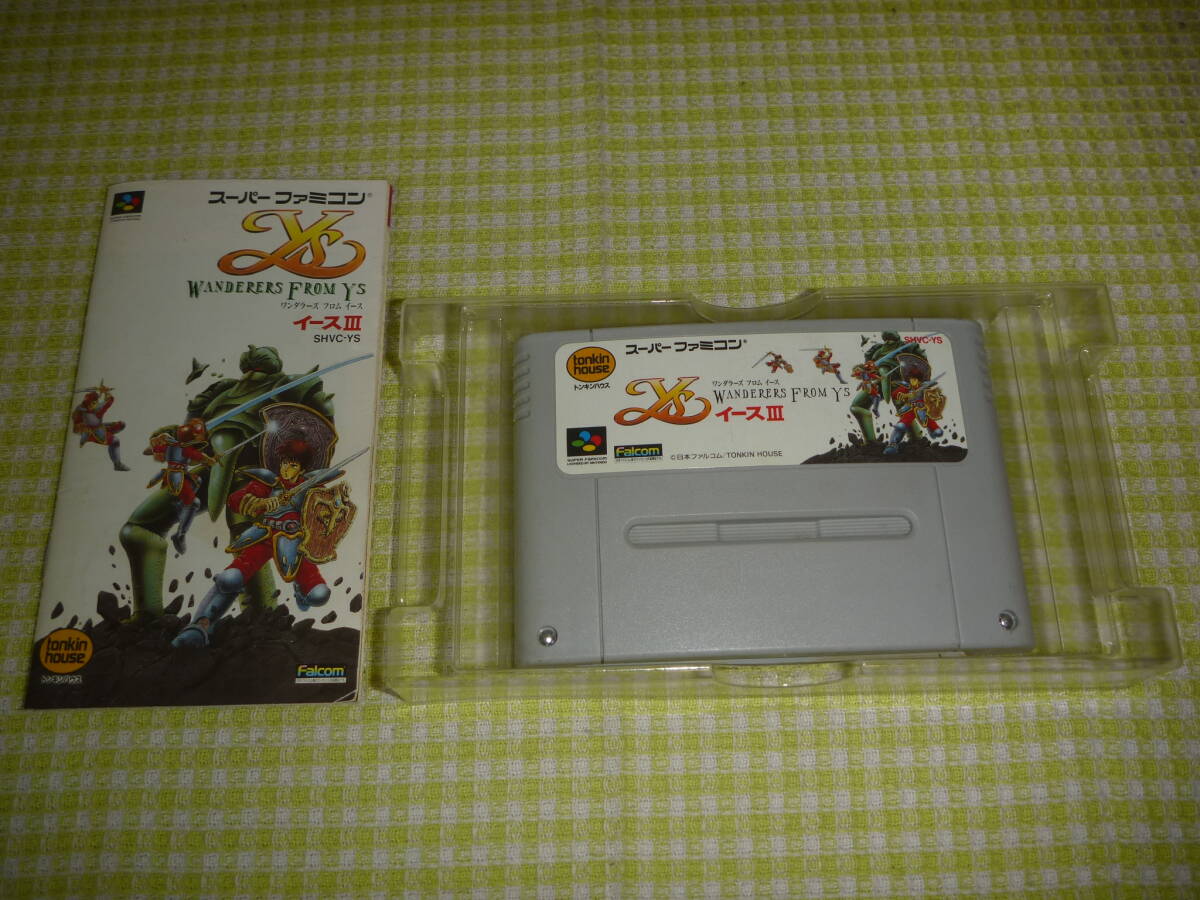 スーパーファミコン®
Ys
WANDERERS FROM YS
ワンダラーズ フロム イース
イースIII
SHVC-YS
tonkin
house
トンキンハウス
Falcom
tonkin
house
トンキンハウス
スーパーファミコン®
SHVC-YS
Ys
ワンダラーズ フロム イース
WANDERERS FROM YS
イースIII
SUPER FAMICOM
LICENSED BY NINTENDO
Falcom
©日本ファルコム/TONKIN HOUSE